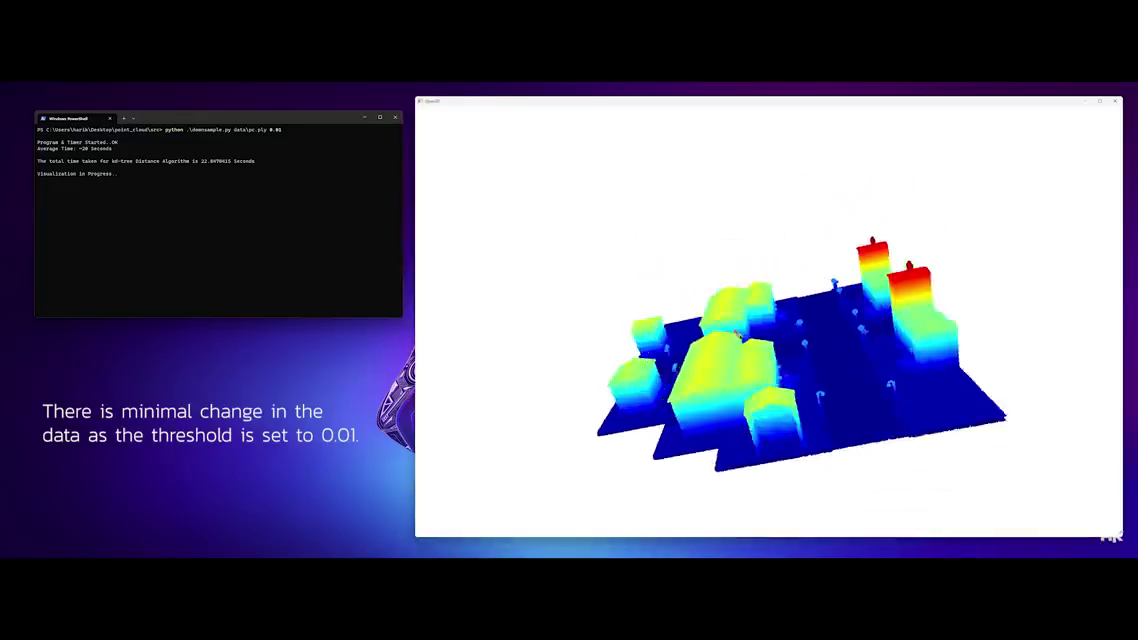 Windows PowerShell
PS C:\Users\harib\Desktop\point_cloud\src> python .\downsample.py data\pc.ply 0.01
Program & Timer Started..OK
Average Time: ~20 Seconds
The total time taken for kd-tree Distance Algorithm is 22.8470415 Seconds
Visualization in Progress..
Open3D
There is minimal change in the
data as the threshold is set to 0.01.